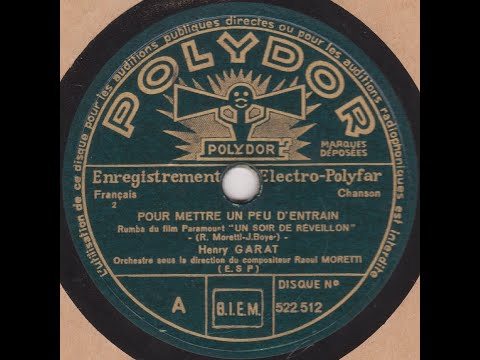 L'utilisation de ce disque pour les auditions publiques directes ou pour les auditions radiophoniques est interdite
POLYDOR
POLYDOR
MARQUES
DÉPOSÉES
Enregistrement Electro-Polyfar
Français Chanson
2
POUR METTRE UN PEU D'ENTRAIN
Rumba du film Paramount "UN SOIR DE RÉVEILLON"
- (R. Moretti-J.Boyer) -
Henry GARAT
Orchestre sous la direction du compositeur Raoul MORETTI
(E.S P)
A B.I.E.M. DISQUE Nº
522.512